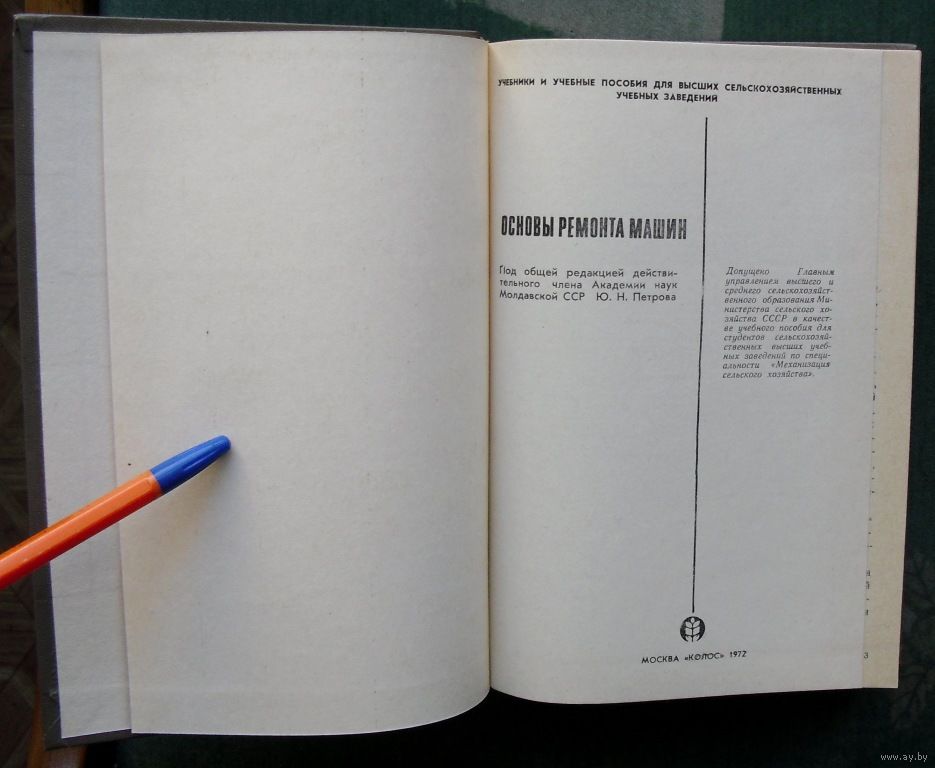 УЧЕБНИКИ И УЧЕБНЫЕ ПОСОБИЯ ДЛЯ ВЫСШИХ СЕЛЬСКОХОЗЯЙСТВЕННЫХ
УЧЕБНЫХ ЗАВЕДЕНИЙ
ОСНОВЫ РЕМОНТА МАШИН
Под общей редакцией действи-
тельного члена Академии наук
Молдавской ССР Ю. Н. Петрова
Допущено Главным
управлением высшего и
среднего сельскохозяйст-
венного образования Ми-
нистерства сельского хо-
зяйства СССР в качест-
ве учебного пособия для
студентов сельскохозяй-
ственных высших учеб-
ных заведений по специ-
альности «Механизация
сельского хозяйства».
МОСКВА «КОЛОС» 1972
3
www.ay.by